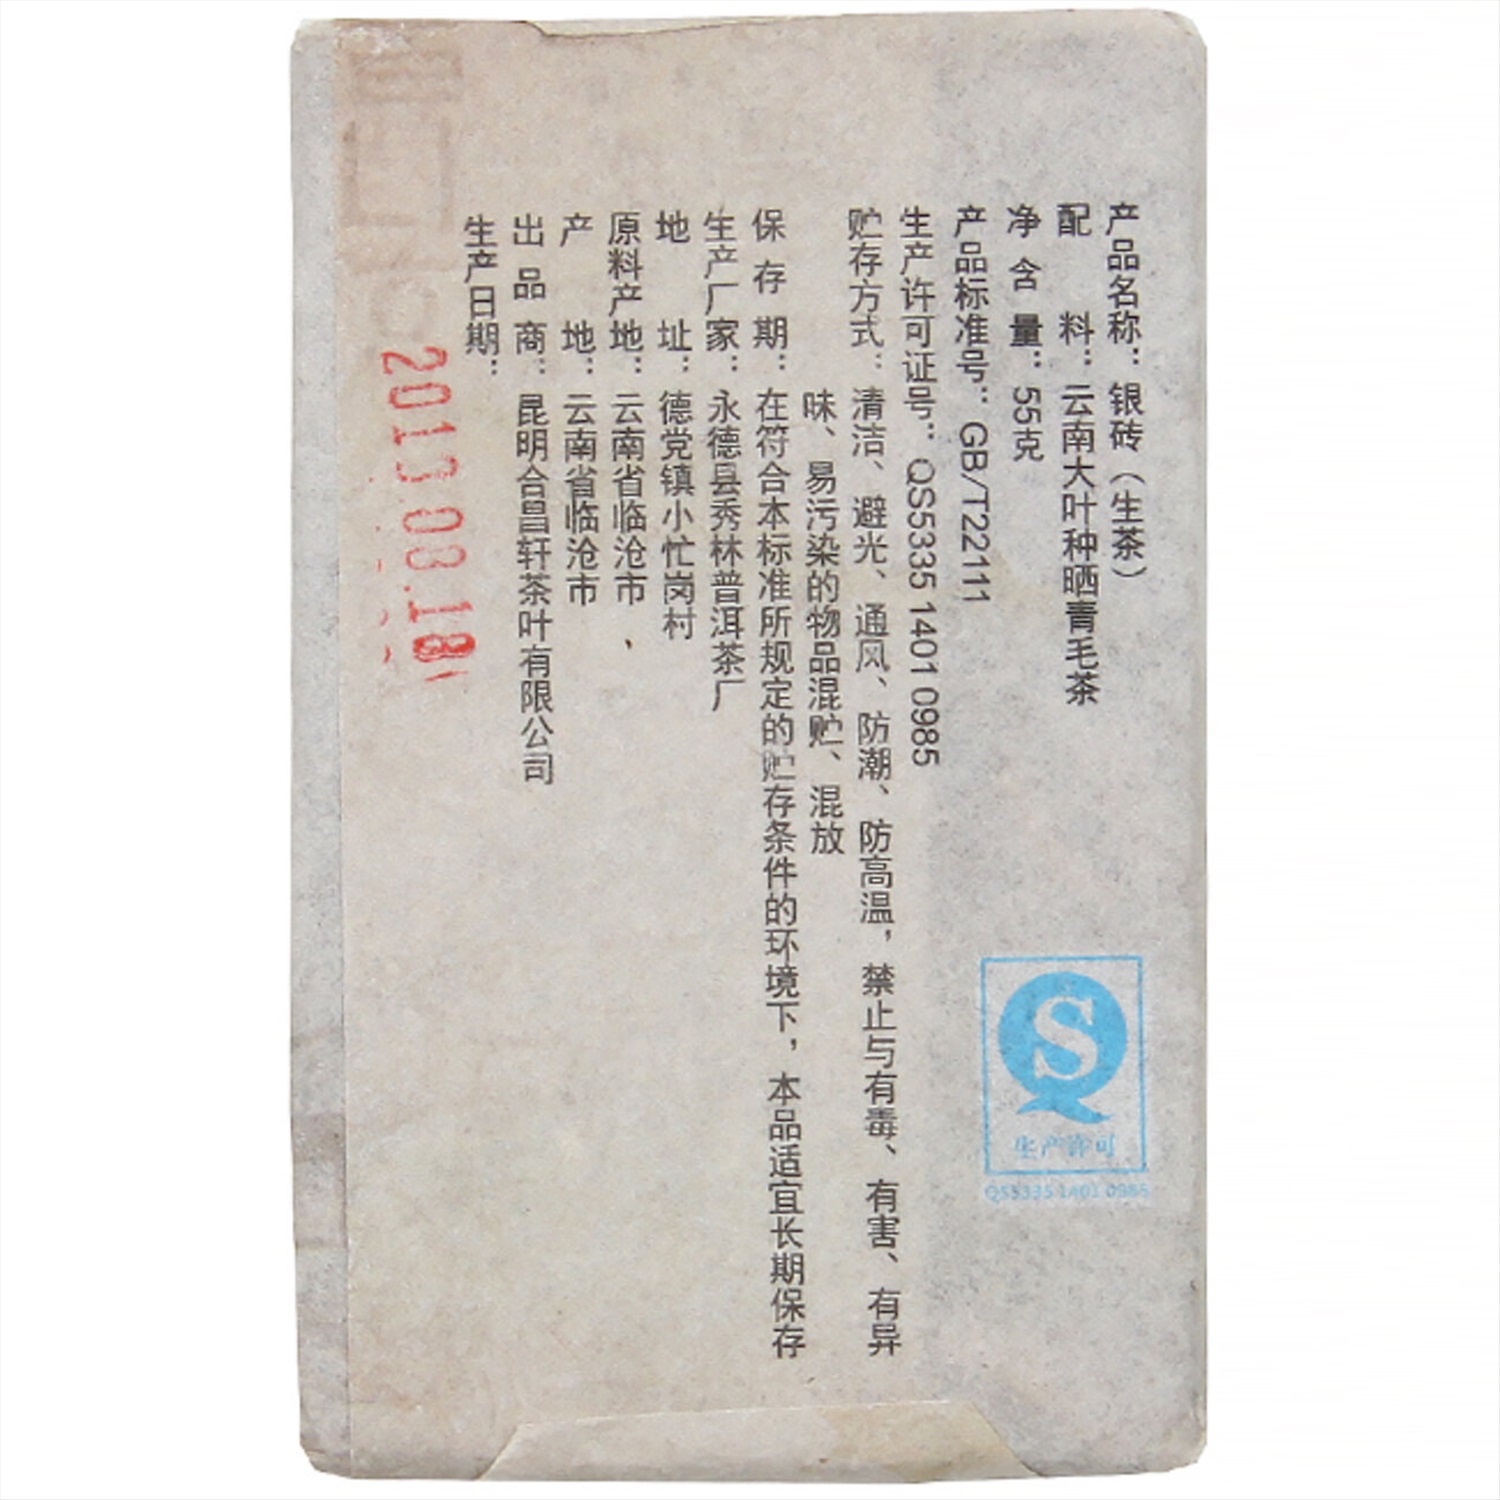 产品名称：银砖（生茶）
配料：云南大叶种晒青毛茶
净含量：55克
产品标准号：GB/T22111
生产许可证号：QS5335 1401 0985
贮存方式：清洁、避光、通风、防潮、防高温，禁止与有毒、有害、有异
味、易污染的物品混贮、混放
保存期：在符合本标准所规定的贮存条件的环境下，本品适宜长期保存
生产厂家：永德县秀林普洱茶厂
地址：德党镇小忙岗村
原料产地：云南省临沧市
产地：云南省临沧市
出品商：昆明合昌轩茶叶有限公司
生产日期：
2013.08.18
QS
生产许可
QS5335 1401 0985